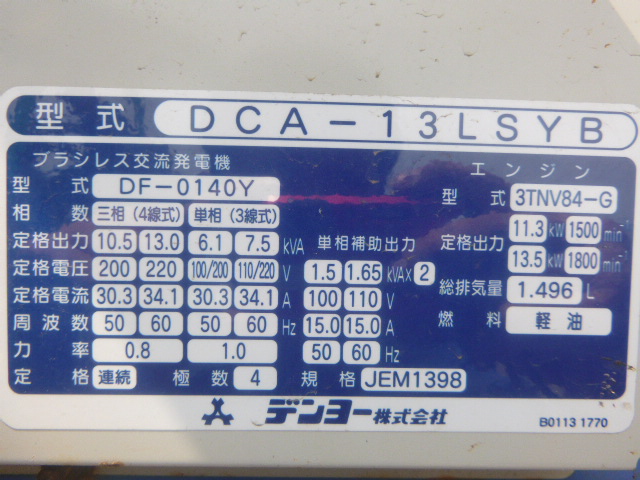 型式 DCA-13LSYB
ブラシレス交流発電機
型式 DF-0140Y
相数 三相(4線式) 単相(3線式)
定格出力 10.5 13.0 6.1 7.5 kVA
定格電圧 200 220 100/200 110/220 V
定格電流 30.3 34.1 30.3 34.1 A
周波数 50 60 50 60 Hz
力率 0.8 1.0
定格 連続 極数 4 規格 JEM1398
単相補助出力
1.5 1.65 kVA×2
100 110 V
15.0 15.0 A
50 60 Hz
エンジン
型式 3TNV84-G
定格出力 11.3 kW 1500 min⁻¹
13.5 kW 1800 min⁻¹
総排気量 1.496 L
燃料 軽油
デンヨー株式会社
B0113 1770